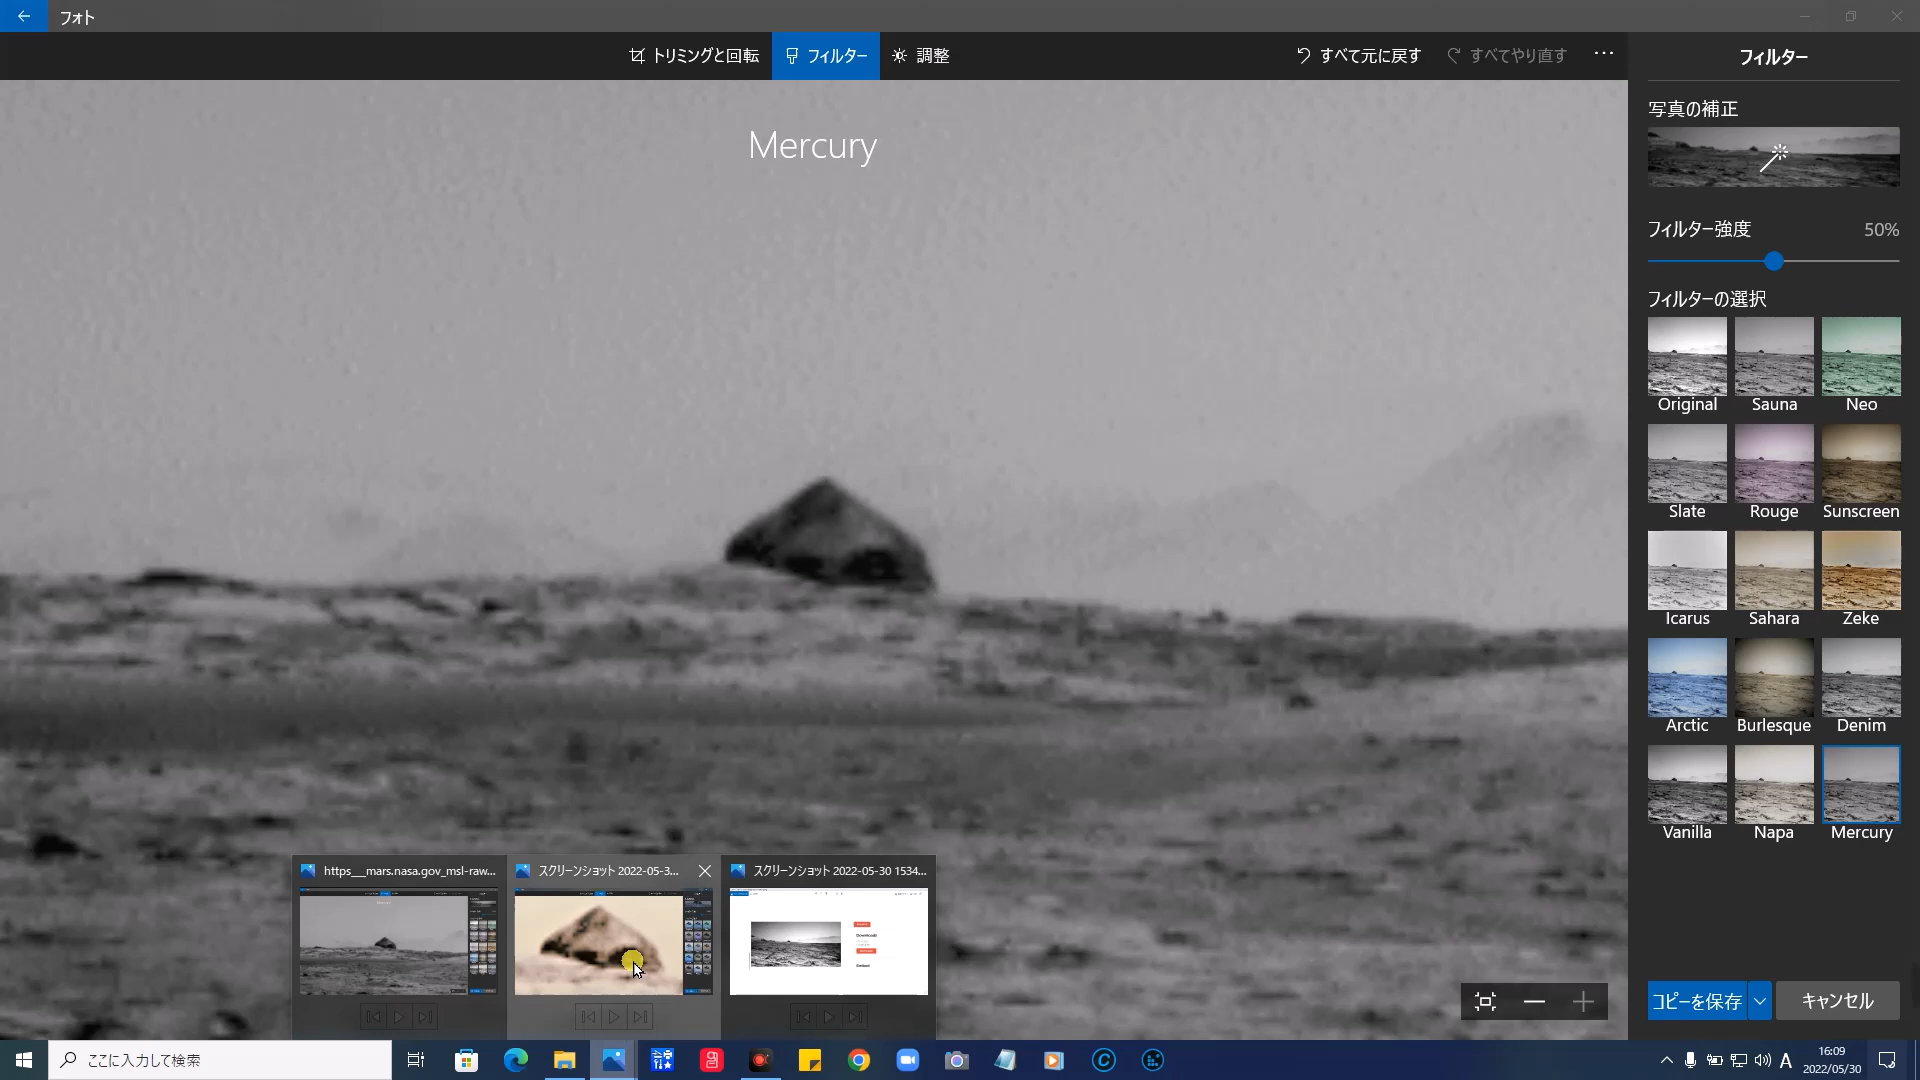 フォト
トリミングと回転
フィルター
調整
すべて元に戻す
すべてやり直す
フィルター
写真の補正
フィルター強度
50%
フィルターの選択
Original
Sauna
Neo
Slate
Rouge
Sunscreen
Icarus
Sahara
Zeke
Arctic
Burlesque
Denim
Vanilla
Napa
Mercury
コピーを保存
キャンセル
Mercury
https___mars.nasa.gov_msl-raw...
スクリーンショット 2022-05-3...
スクリーンショット 2022-05-30 1534...
ここに入力して検索
A
16:09
2022/05/30